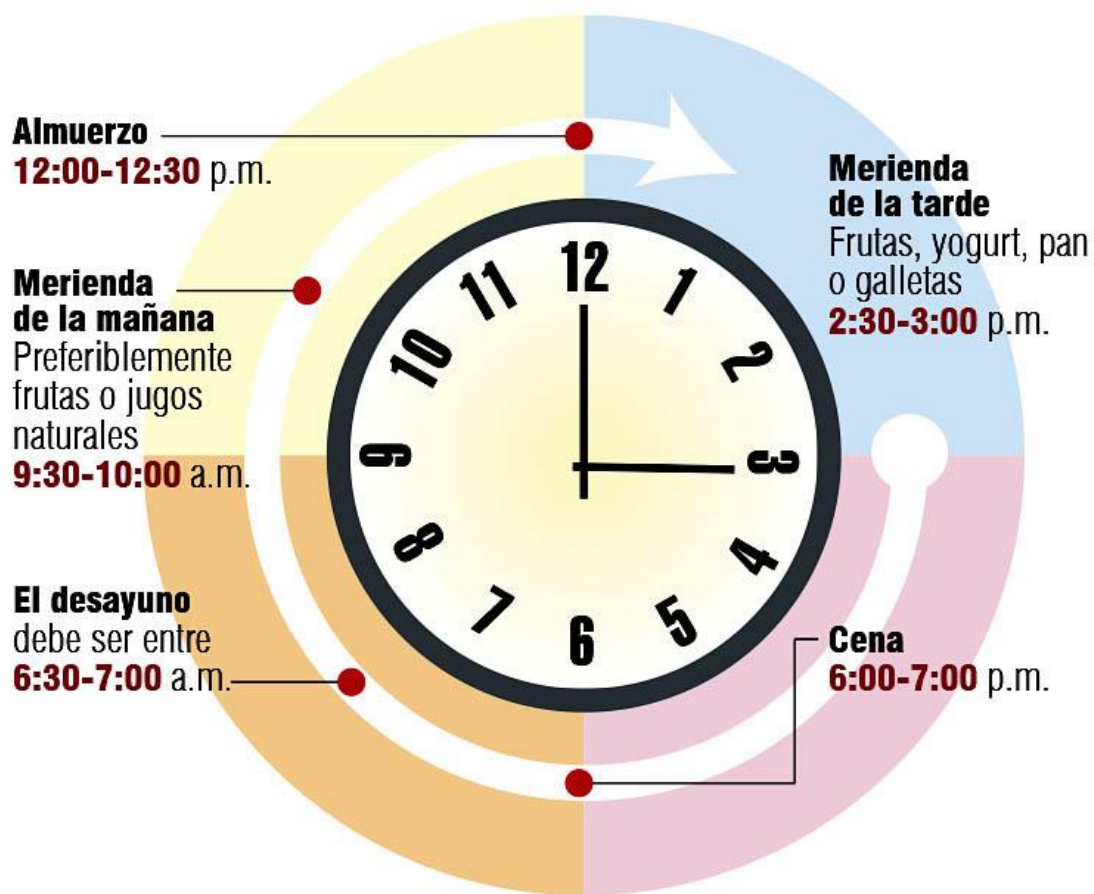 Almuerzo
12:00-12:30 p.m.
Merienda
de la mañana
Preferiblemente
frutas o jugos
naturales
9:30-10:00 a.m.
El desayuno
debe ser entre
6:30-7:00 a.m.
Merienda
de la tarde
Frutas, yogurt, pan
o galletas
2:30-3:00 p.m.
Cena
6:00-7:00 p.m.
12
1
2
3
4
5
6
7
8
9
10
11